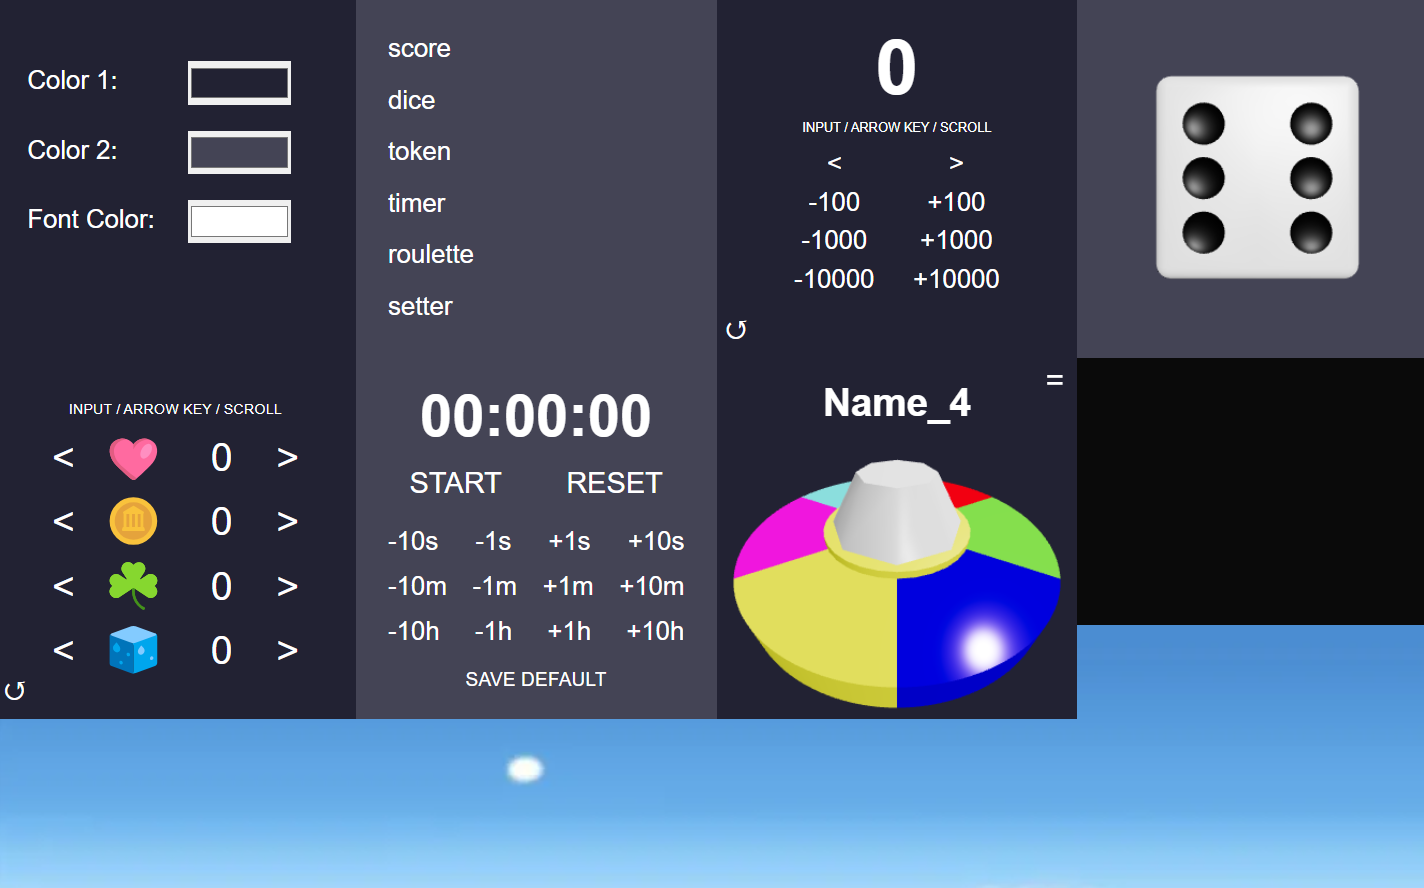 Color 1:
Color 2:
Font Color:
score
dice
token
timer
roulette
setter
0
INPUT / ARROW KEY / SCROLL
< >
-100 +100
-1000 +1000
-10000 +10000
↺
INPUT / ARROW KEY / SCROLL
< 0 >
< 0 >
< 0 >
< 0 >
↺
00:00:00
START RESET
-10s -1s +1s +10s
-10m -1m +1m +10m
-10h -1h +1h +10h
SAVE DEFAULT
=
Name_4